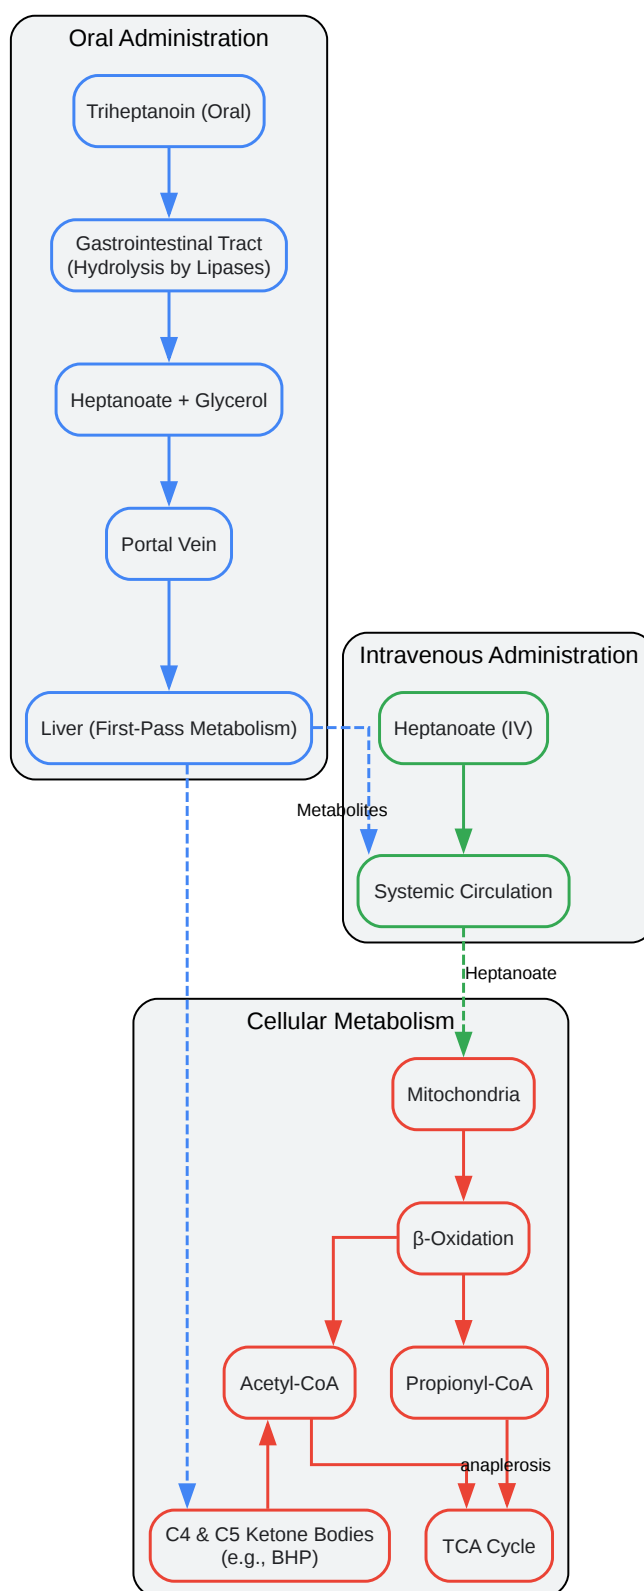 Oral Administration
Triheptanoin (Oral)
Gastrointestinal Tract
(Hydrolysis by Lipases)
Heptanoate + Glycerol
Portal Vein
Liver (First-Pass Metabolism)
Intravenous Administration
Heptanoate (IV)
Metabolites
Systemic Circulation
Heptanoate
Cellular Metabolism
Mitochondria
β-Oxidation
Acetyl-CoA
Propionyl-CoA
anaplerosis
C4 & C5 Ketone Bodies
(e.g., BHP)
TCA Cycle